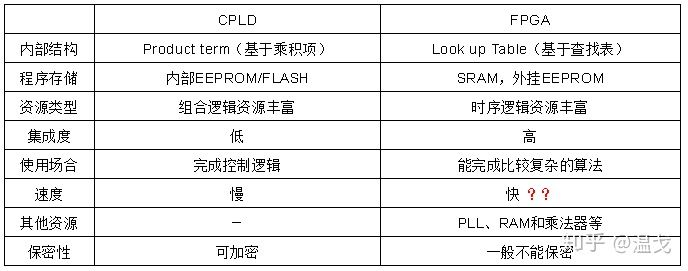 CPLD FPGA
内部结构 Product term（基于乘积项） Look up Table（基于查找表）
程序存储 内部EEPROM/FLASH SRAM，外挂EEPROM
资源类型 组合逻辑资源丰富 时序逻辑资源丰富
集成度 低 高
使用场合 完成控制逻辑 能完成比较复杂的算法
速度 慢 快 ？？
其他资源 － PLL、RAM和乘法器等
保密性 可加密 一般不能保密
知乎 @温戈